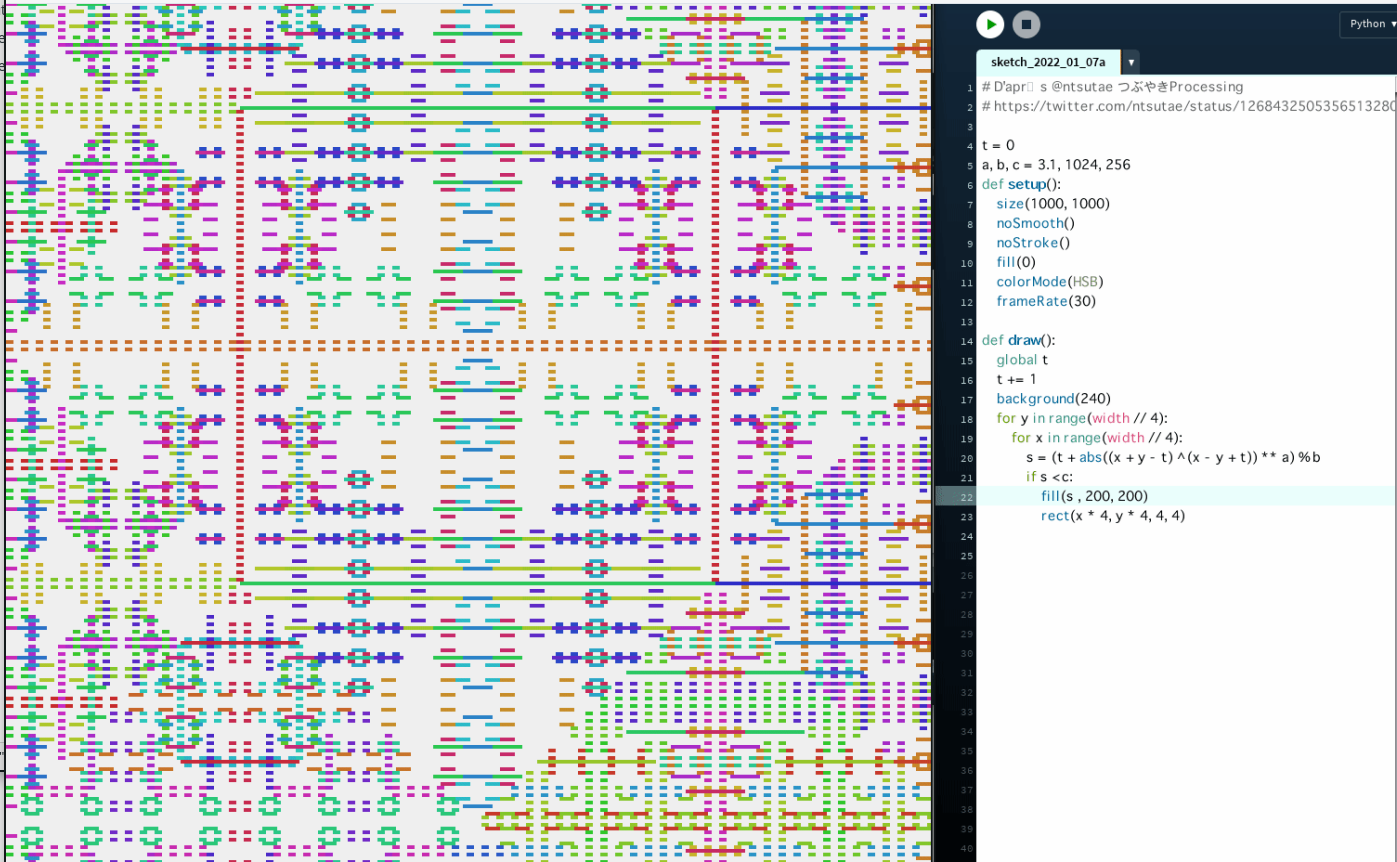 Python
sketch_2022_01_07a
1 # D'apr s @ntsutae つぶやきProcessing
2 # https://twitter.com/ntsutae/status/1268432505356513280
3
4 t = 0
5 a, b, c = 3.1, 1024, 256
6 def setup():
7 size(1000, 1000)
8 noSmooth()
9 noStroke()
10 fill(0)
11 colorMode(HSB)
12 frameRate(30)
13
14 def draw():
15 global t
16 t += 1
17 background(240)
18 for y in range(width // 4):
19 for x in range(width // 4):
20 s = (t + abs((x + y - t) ^ (x - y + t)) ** a) % b
21 if s < c:
22 fill(s , 200, 200)
23 rect(x * 4, y * 4, 4, 4)
24
25
26
27
28
29
30
31
32
33
34
35
36
37
38
39
40